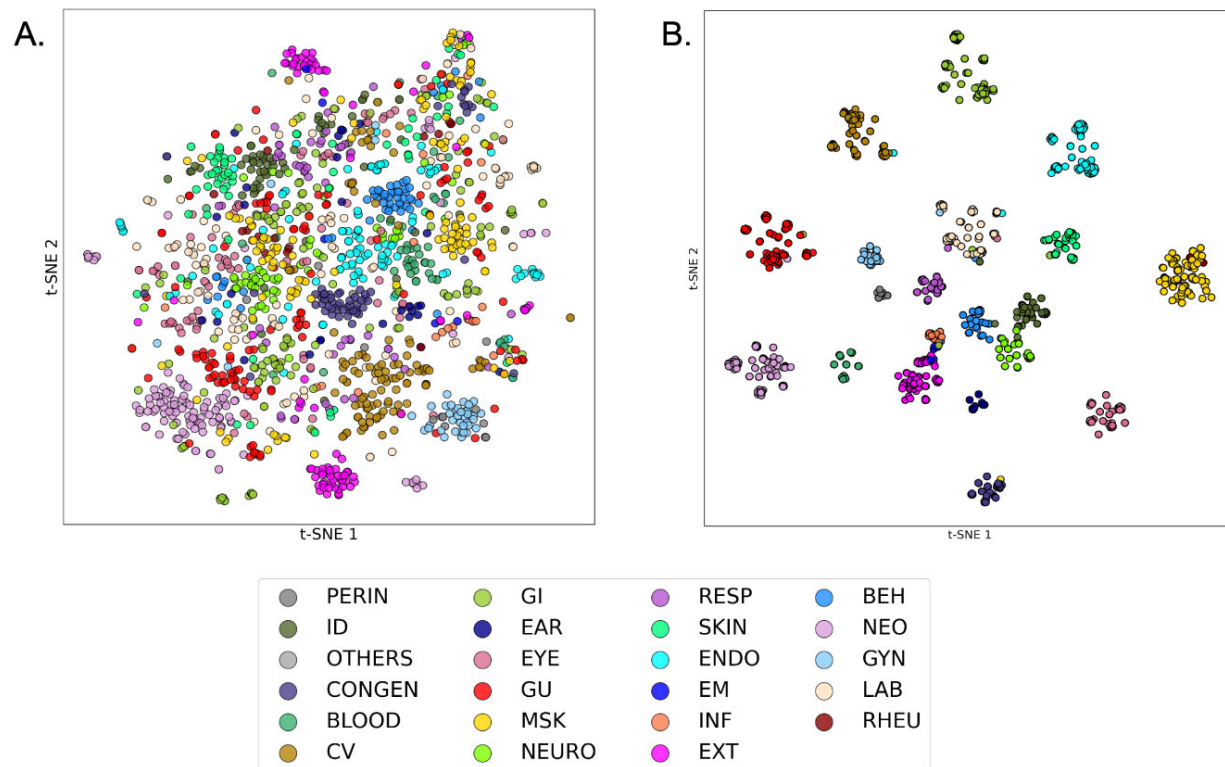 A.
B.
t-SNE 2
t-SNE 1
t-SNE 2
t-SNE 1
PERIN GI RESP BEH
ID EAR SKIN NEO
OTHERS EYE ENDO GYN
CONGEN GU EM LAB
BLOOD MSK INF RHEU
CV NEURO EXT